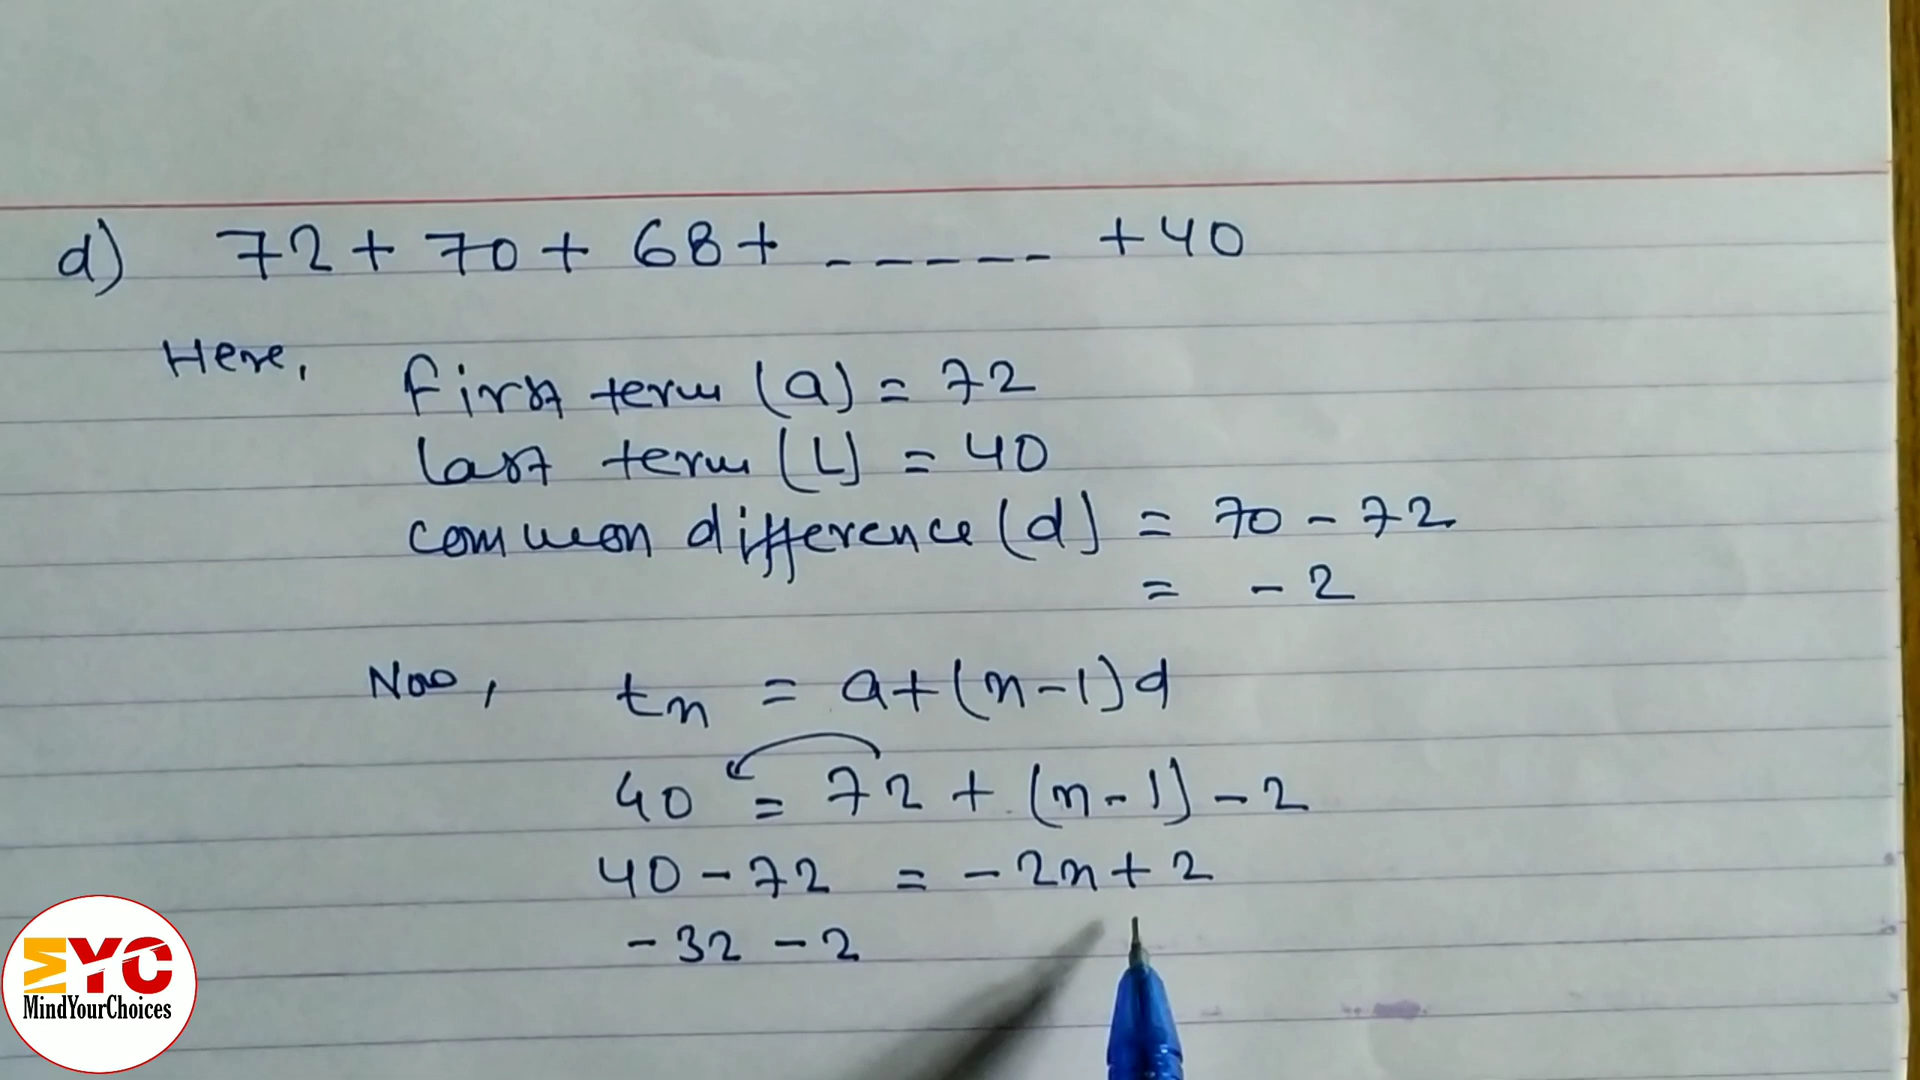 d) 72 + 70 + 68 + ----- + 40
Here, first term (a) = 72
last term (L) = 40
common difference (d) = 70 - 72
= -2
Now, tn = a + (n-1)d
40 = 72 + (n-1) - 2
40 - 72 = -2n + 2
-32 - 2
MYC
MindYourChoices